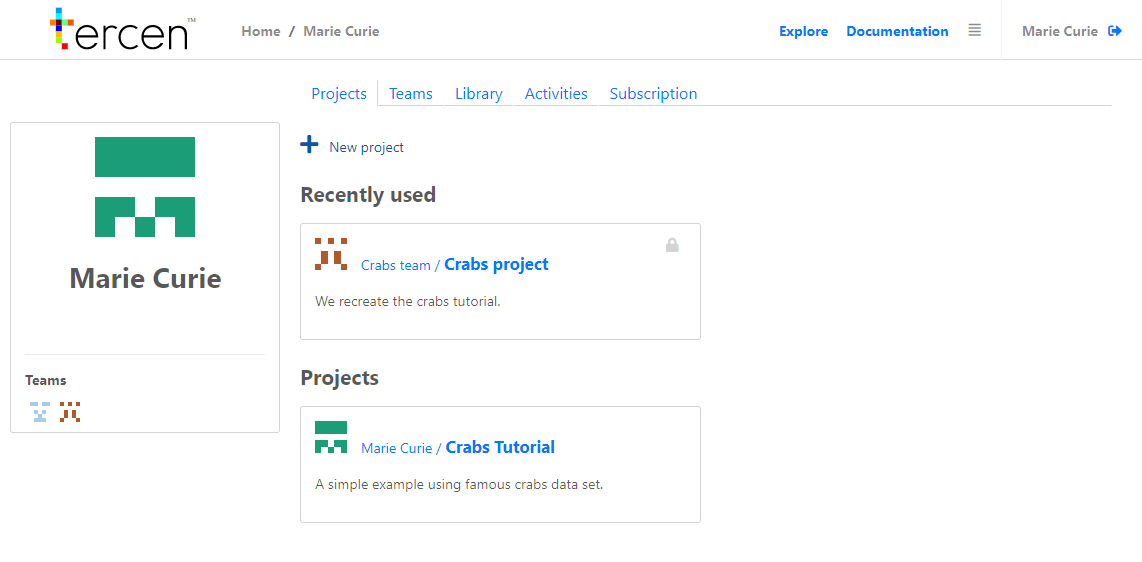 tercen™
Home / Marie Curie
Explore Documentation Marie Curie
Projects Teams Library Activities Subscription
Marie Curie
Teams
New project
Recently used
Crabs team / Crabs project
We recreate the crabs tutorial.
Projects
Marie Curie / Crabs Tutorial
A simple example using famous crabs data set.